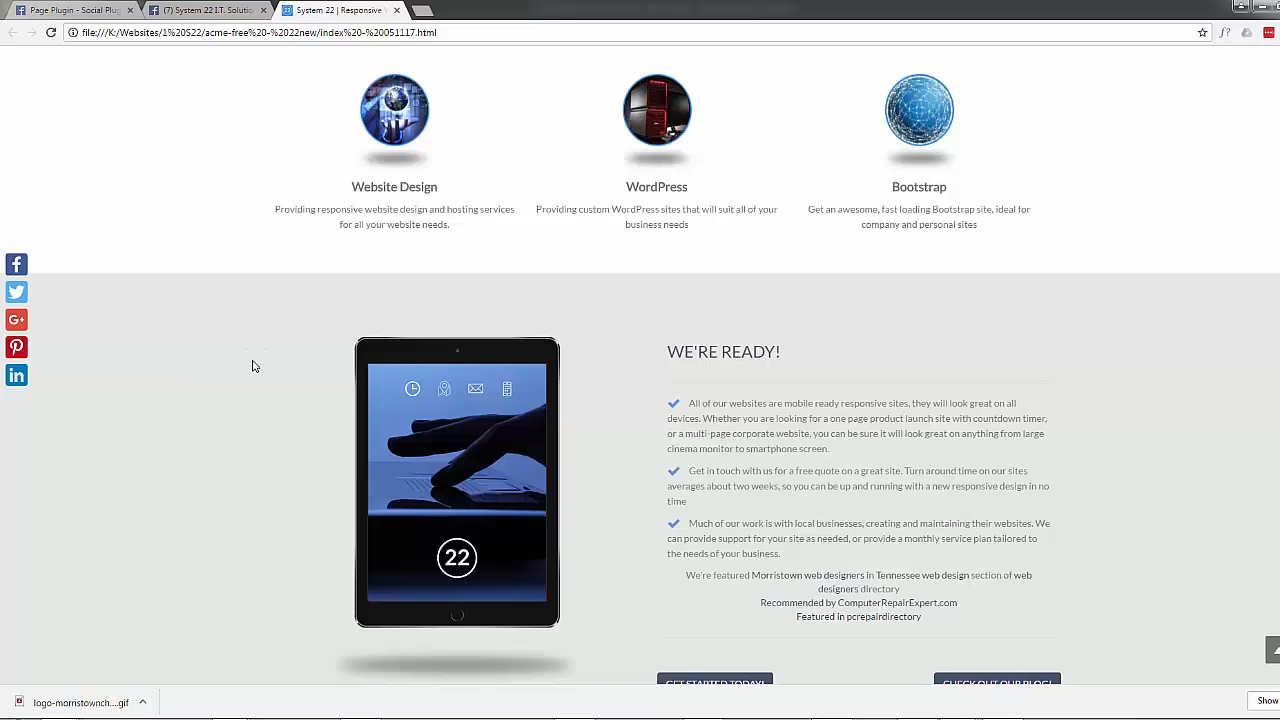 Page Plugin - Social Plug
(7) System 22 I.T. Solutio
System 22 | Responsive
file:///K:/Websites/1%20S22/acme-free%20-%2022new/index%20-%20051117.html
f?
Website Design
WordPress
Bootstrap
Providing responsive website design and hosting services
for all your website needs.
Providing custom WordPress sites that will suit all of your
business needs
Get an awesome, fast loading Bootstrap site, ideal for
company and personal sites
f
G+
in
WE'RE READY!
All of our websites are mobile ready responsive sites, they will look great on all
devices. Whether you are looking for a one page product launch site with countdown timer,
or a multi-page corporate website, you can be sure it will look great on anything from large
cinema monitor to smartphone screen.
Get in touch with us for a free quote on a great site. Turn around time on our sites
averages about two weeks, so you can be up and running with a new responsive design in no
time
Much of our work is with local businesses, creating and maintaining their websites. We
can provide support for your site as needed, or provide a monthly service plan tailored to
the needs of your business.
22
We're featured Morristown web designers in Tennessee web design section of web
designers directory
Recommended by ComputerRepairExpert.com
Featured in pcrepairdirectory
GET STARTED TODAY!
CHECK OUT OUR BLOG!
logo-morristownch....gif
Show